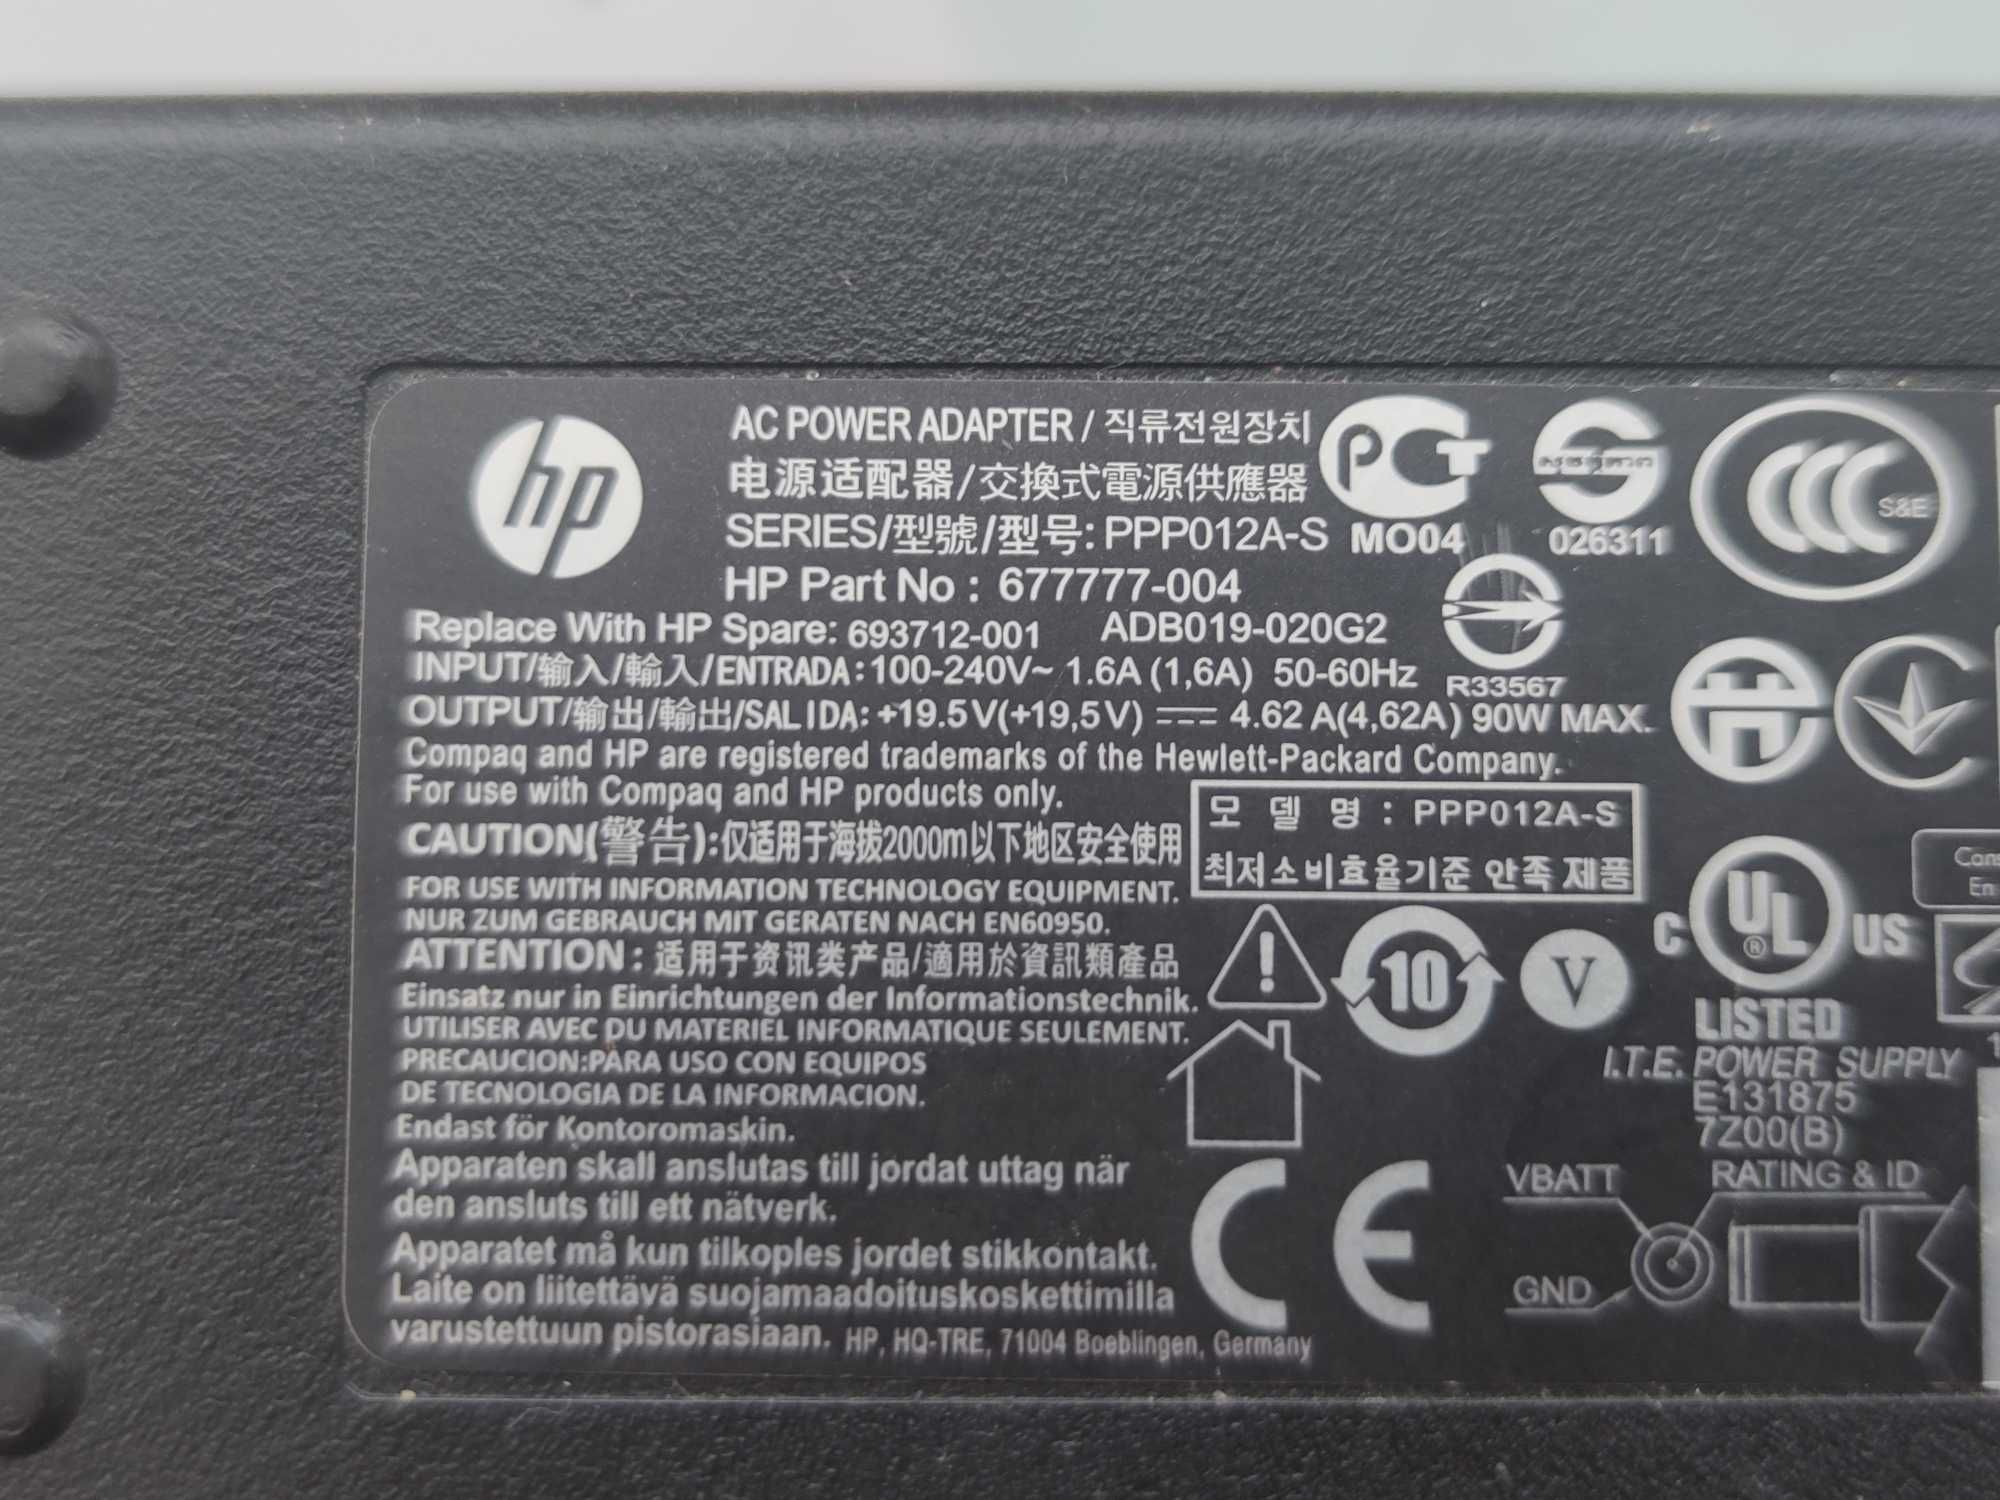 hp
AC POWER ADAPTER / 직류전원장치
电源适配器/交換式電源供應器
SERIES/型號/型号: PPP012A-S
HP Part No : 677777-004
Replace With HP Spare: 693712-001 ADB019-020G2
INPUT/输入/輸入/ENTRADA:100-240V~ 1.6A (1,6A) 50-60Hz
OUTPUT/输出/輸出/SALIDA: +19.5V(+19,5V) ⎓ 4.62 A(4,62A) 90W MAX.
Compaq and HP are registered trademarks of the Hewlett-Packard Company.
For use with Compaq and HP products only.
CAUTION(警告):仅适用于海拔2000m以下地区安全使用
FOR USE WITH INFORMATION TECHNOLOGY EQUIPMENT.
NUR ZUM GEBRAUCH MIT GERATEN NACH EN60950.
ATTENTION : 适用于资讯类产品/適用於資訊類產品
Einsatz nur in Einrichtungen der Informationstechnik.
UTILISER AVEC DU MATERIEL INFORMATIQUE SEULEMENT.
PRECAUCION:PARA USO CON EQUIPOS
DE TECNOLOGIA DE LA INFORMACION.
Endast för Kontoromaskin.
Apparaten skall anslutas till jordat uttag när
den ansluts till ett nätverk.
Apparatet må kun tilkoples jordet stikkontakt.
Laite on liitettävä suojamaadoituskoskettimilla
varustettuun pistorasiaan. HP, HQ-TRE, 71004 Boeblingen, Germany
PCT
MO04
026311
CCC S&E
R33567
모 델 명 : PPP012A-S
최저소비효율기준 만족 제품
10
V
C UL ® US
LISTED
I.T.E. POWER SUPPLY
E131875
7Z00(B)
VBATT RATING & ID
GND
CE